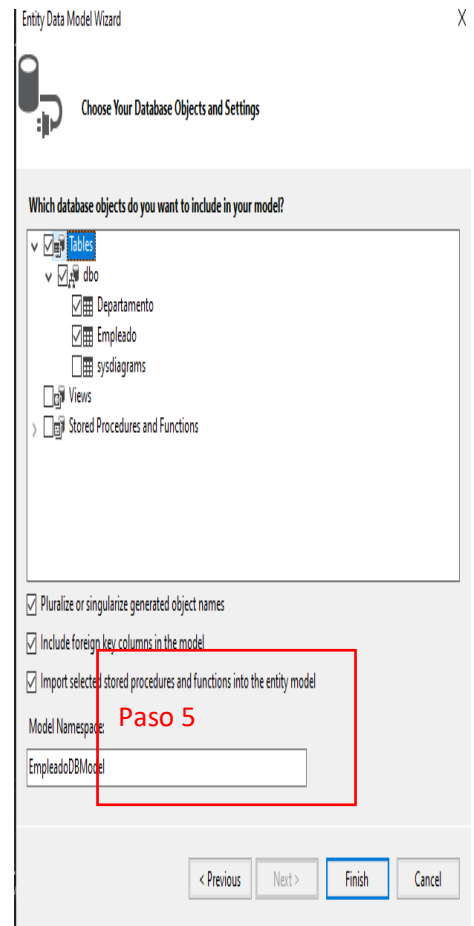 Entity Data Model Wizard
X
Choose Your Database Objects and Settings
Which database objects do you want to include in your model?
Tables
dbo
Departamento
Empleado
sysdiagrams
Views
Stored Procedures and Functions
Pluralize or singularize generated object names
Include foreign key columns in the model
Import selected stored procedures and functions into the entity model
Paso 5
Model Namespace:
EmpleadoDBModel
< Previous
Next >
Finish
Cancel